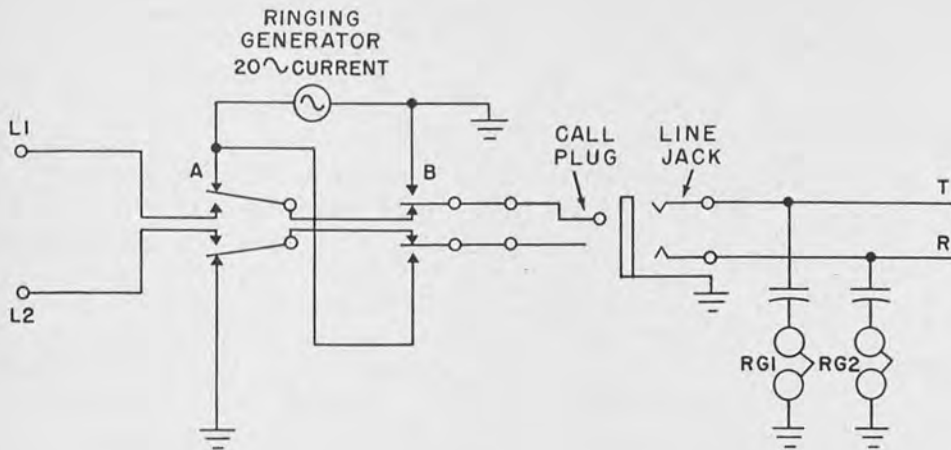 RINGING
GENERATOR
20∿CURRENT
L1
A
B
CALL
PLUG
LINE
JACK
T
R
L2
RG1
RG2